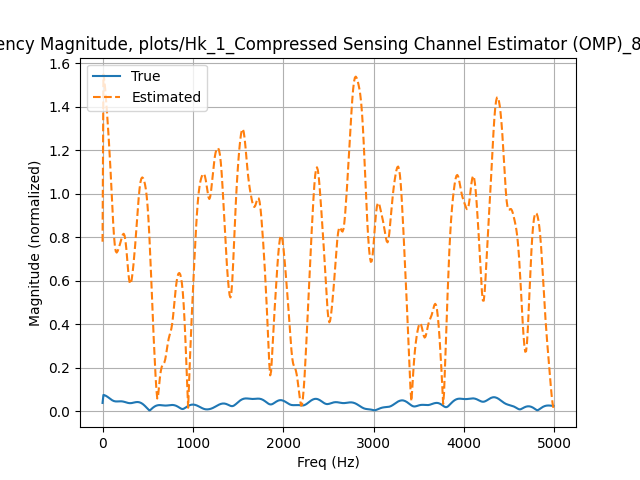 ency Magnitude, plots/Hk_1_Compressed Sensing Channel Estimator (OMP)_8
True
Estimated
Magnitude (normalized)
1.6
1.4
1.2
1.0
0.8
0.6
0.4
0.2
0.0
0 1000 2000 3000 4000 5000
Freq (Hz)